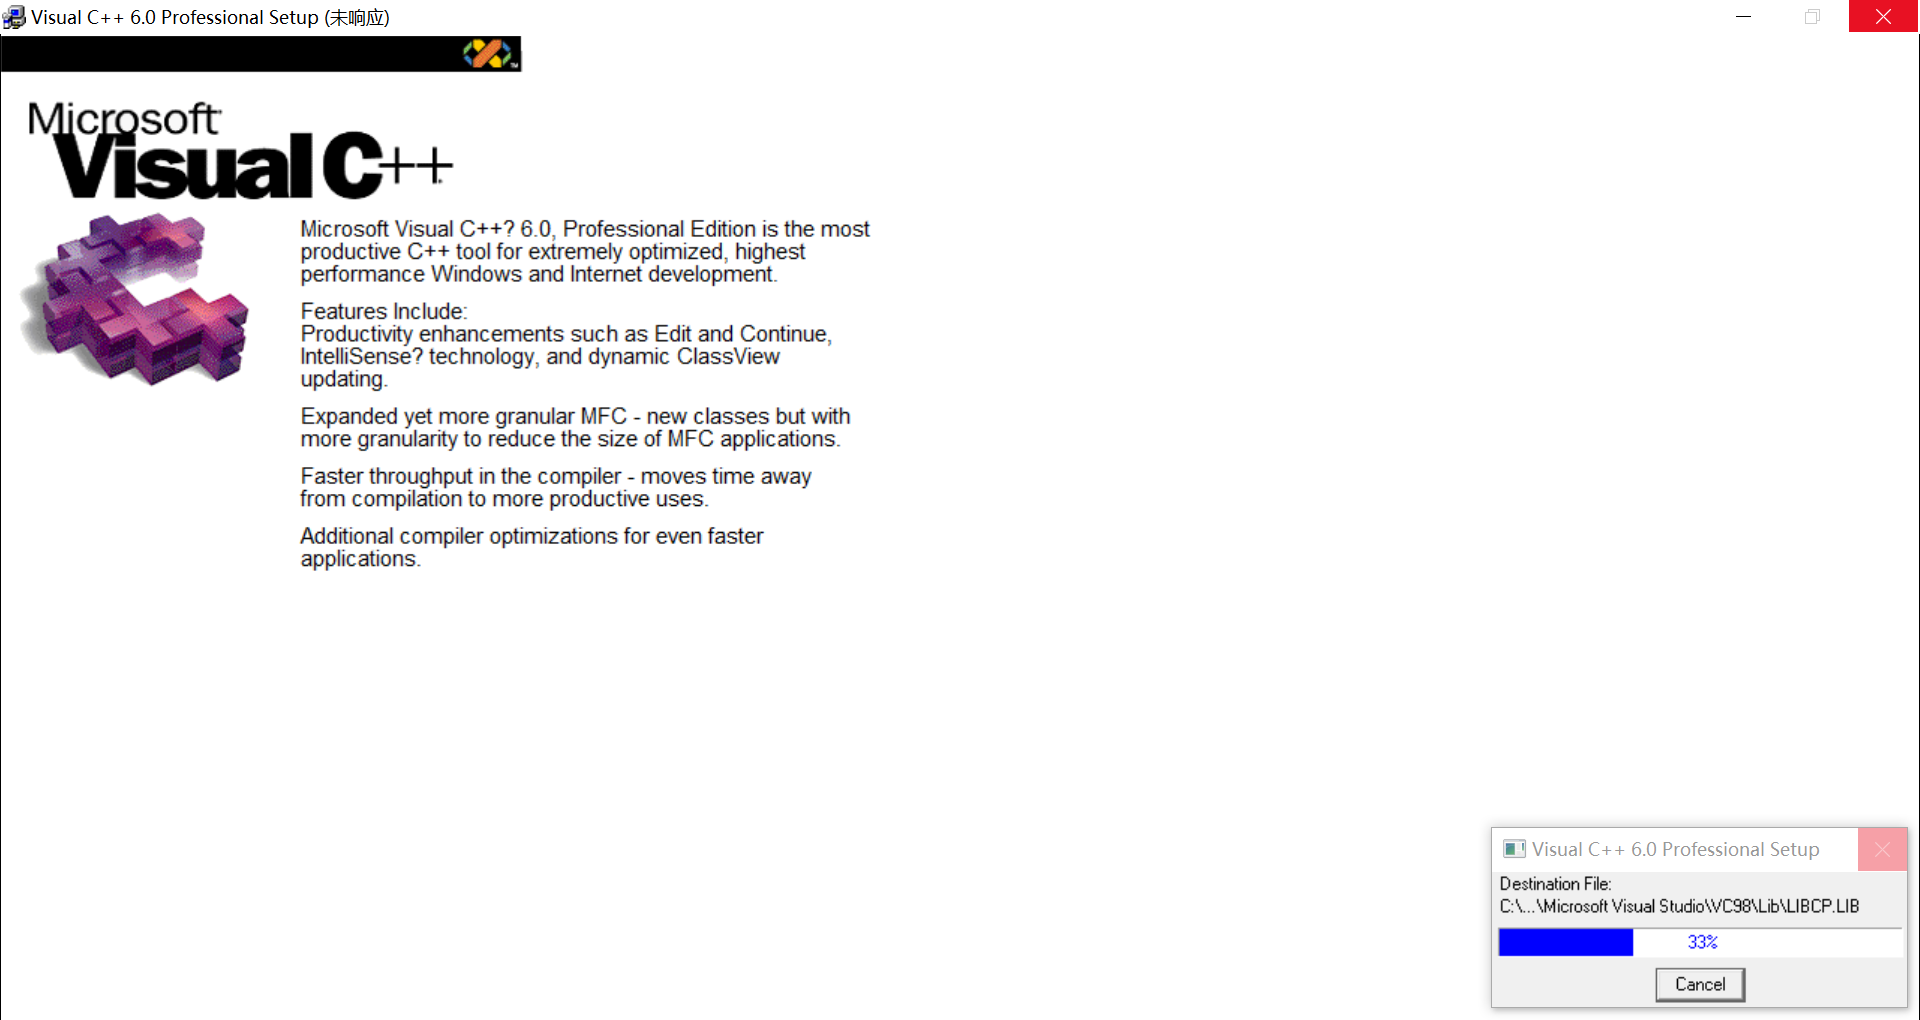 Visual C++ 6.0 Professional Setup (未响应)
TM
Microsoft
Visual C++
Microsoft Visual C++? 6.0, Professional Edition is the most
productive C++ tool for extremely optimized, highest
performance Windows and Internet development.
Features Include:
Productivity enhancements such as Edit and Continue,
IntelliSense? technology, and dynamic ClassView
updating.
Expanded yet more granular MFC - new classes but with
more granularity to reduce the size of MFC applications.
Faster throughput in the compiler - moves time away
from compilation to more productive uses.
Additional compiler optimizations for even faster
applications.
Visual C++ 6.0 Professional Setup
Destination File:
C:\...\Microsoft Visual Studio\VC98\Lib\LIBCP.LIB
33%
Cancel